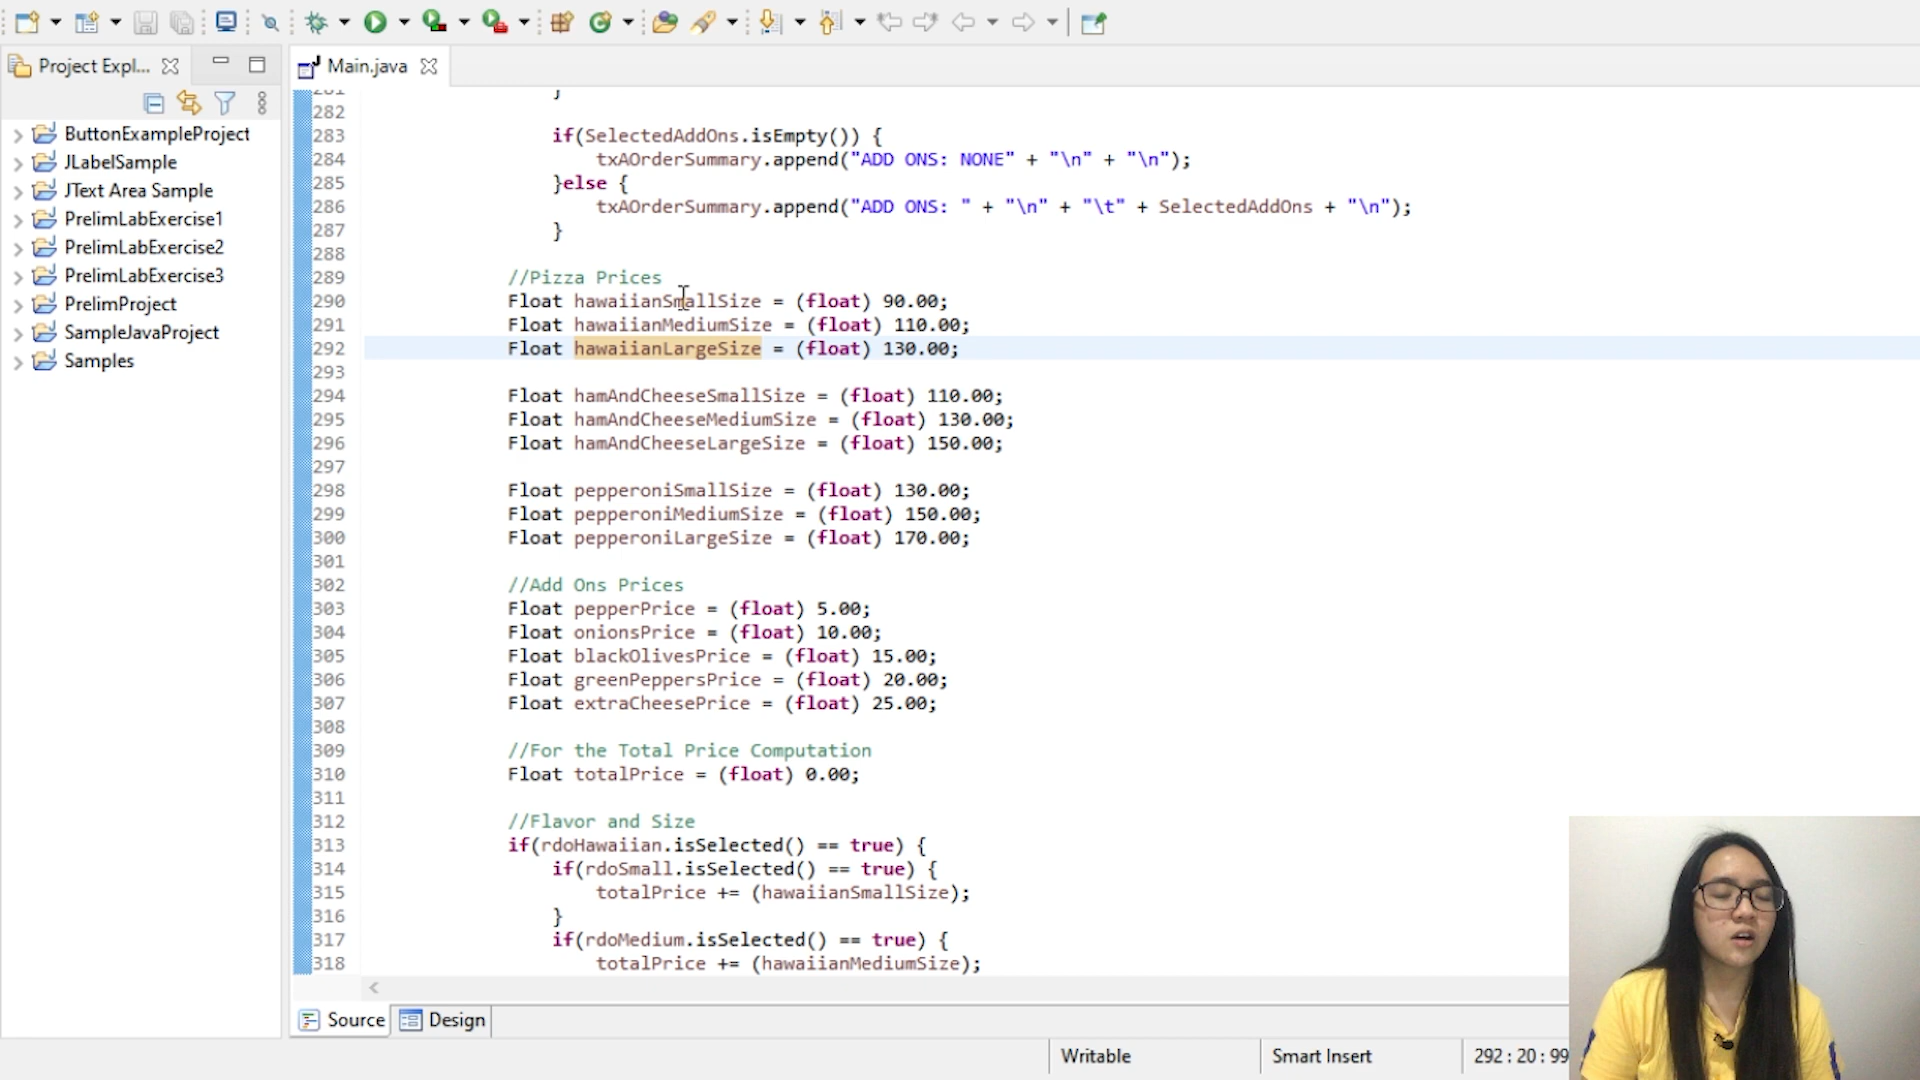 Project Expl...
Main.java
ButtonExampleProject
JLabelSample
JText Area Sample
PrelimLabExercise1
PrelimLabExercise2
PrelimLabExercise3
PrelimProject
SampleJavaProject
Samples
281 }
282
283 if(SelectedAddOns.isEmpty()) {
284 txAOrderSummary.append("ADD ONS: NONE" + "\n" + "\n");
285 }else {
286 txAOrderSummary.append("ADD ONS: " + "\n" + "\t" + SelectedAddOns + "\n");
287 }
288
289 //Pizza Prices
290 Float hawaiianSmallSize = (float) 90.00;
291 Float hawaiianMediumSize = (float) 110.00;
292 Float hawaiianLargeSize = (float) 130.00;
293
294 Float hamAndCheeseSmallSize = (float) 110.00;
295 Float hamAndCheeseMediumSize = (float) 130.00;
296 Float hamAndCheeseLargeSize = (float) 150.00;
297
298 Float pepperoniSmallSize = (float) 130.00;
299 Float pepperoniMediumSize = (float) 150.00;
300 Float pepperoniLargeSize = (float) 170.00;
301
302 //Add Ons Prices
303 Float pepperPrice = (float) 5.00;
304 Float onionsPrice = (float) 10.00;
305 Float blackOlivesPrice = (float) 15.00;
306 Float greenPeppersPrice = (float) 20.00;
307 Float extraCheesePrice = (float) 25.00;
308
309 //For the Total Price Computation
310 Float totalPrice = (float) 0.00;
311
312 //Flavor and Size
313 if(rdoHawaiian.isSelected() == true) {
314 if(rdoSmall.isSelected() == true) {
315 totalPrice += (hawaiianSmallSize);
316 }
317 if(rdoMedium.isSelected() == true) {
318 totalPrice += (hawaiianMediumSize);
Source Design
Writable Smart Insert 292 : 20 : 99